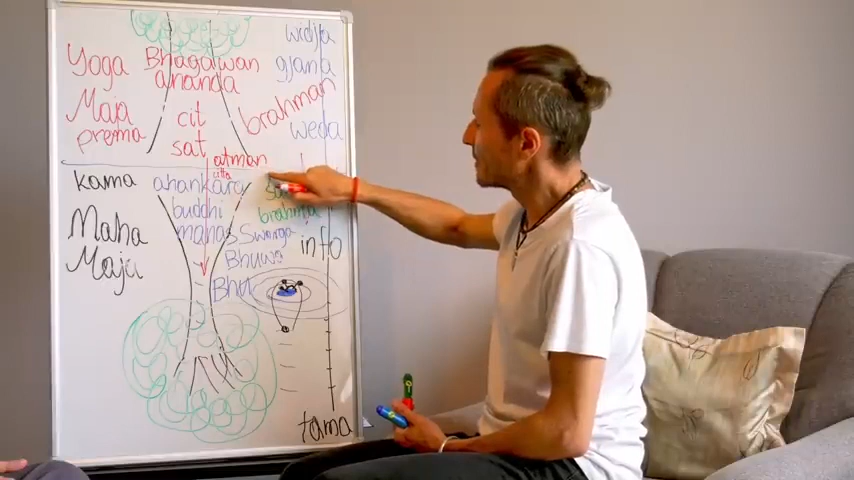 widja
Yoga Bhagawan gjana
ananda
Maja cit brahman
prema sat weda
atman
citta
kama ahankara
buddhi brahma
Maha manas Swarga info
Maja Bhuwa
Bhu
tama